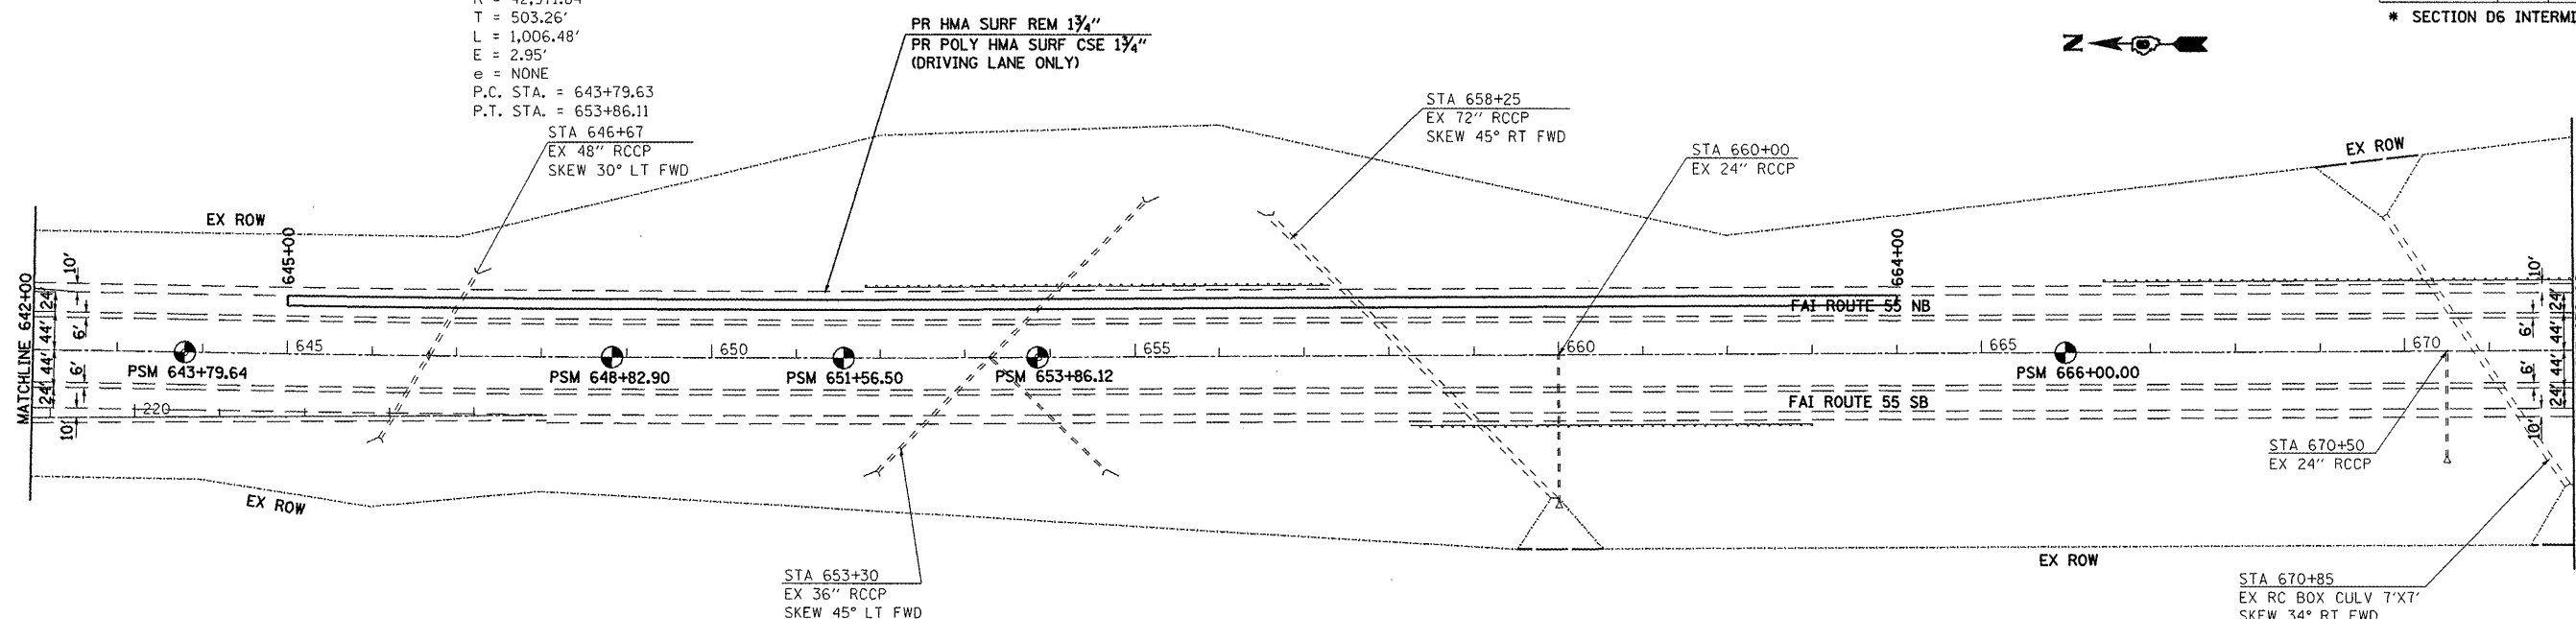 T = 503.26'
L = 1,006.48'
E = 2.95'
e = NONE
P.C. STA. = 643+79.63
P.T. STA. = 653+86.11
PR HMA SURF REM 1¾"
PR POLY HMA SURF CSE 1¾"
(DRIVING LANE ONLY)
* SECTION D6
N
STA 646+67
EX 48" RCCP
SKEW 30° LT FWD
STA 658+25
EX 72" RCCP
SKEW 45° RT FWD
STA 660+00
EX 24" RCCP
EX ROW
EX ROW
645+00
664+00
MATCHLINE 642+00
10'
24'
44'
6'
44'
6'
24'
10'
FAI ROUTE 55 NB
10'
24'
6'
44'
44'
6'
24'
10'
645
650
655
660
665
670
PSM 643+79.64
PSM 648+82.90
PSM 651+56.50
PSM 653+86.12
PSM 666+00.00
220
FAI ROUTE 55 SB
STA 670+50
EX 24" RCCP
EX ROW
EX ROW
STA 653+30
EX 36" RCCP
SKEW 45° LT FWD
STA 670+85
EX RC BOX CULV 7'X7'
SKEW 34° RT FWD